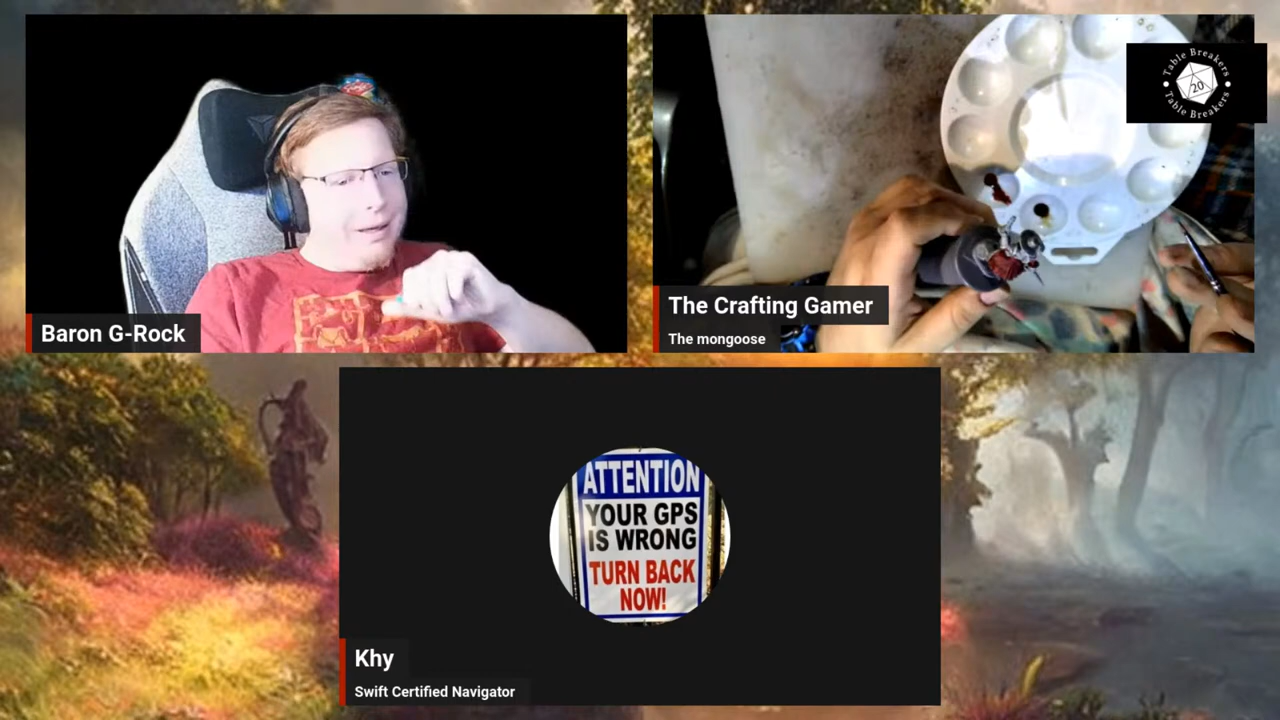 Table Breakers
20
Table Breakers
Baron G-Rock
The Crafting Gamer
The mongoose
ATTENTION
YOUR GPS
IS WRONG
TURN BACK
NOW!
Khy
Swift Certified Navigator